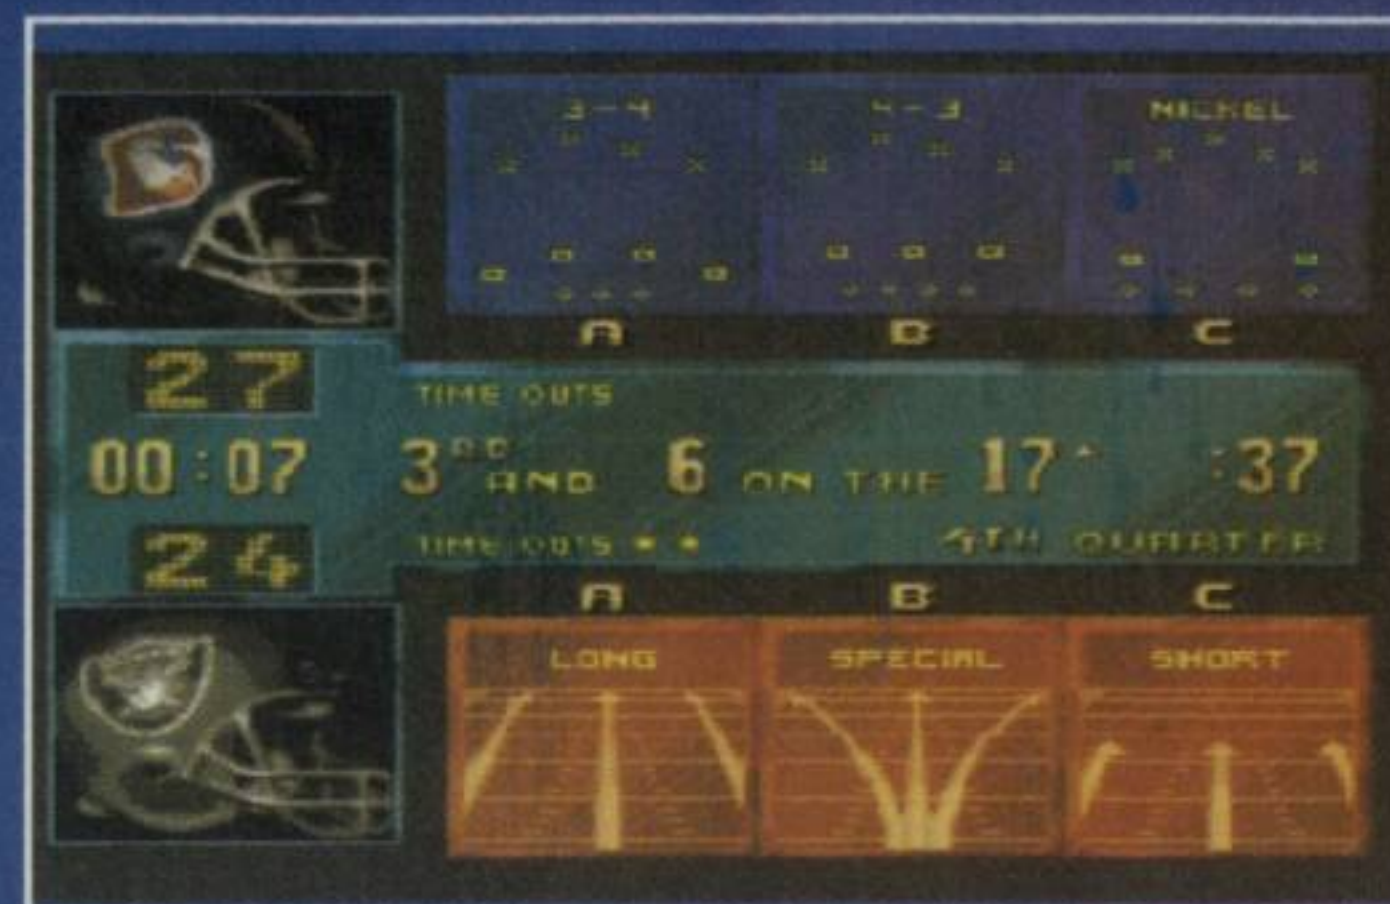 3-4 4-3 NICKEL
A B C
27
TIME OUTS
00:07 3RD AND 6 ON THE 17 :37
TIME OUTS ★ ★ 4TH QUARTER
24
A B C
LONG SPECIAL SHORT